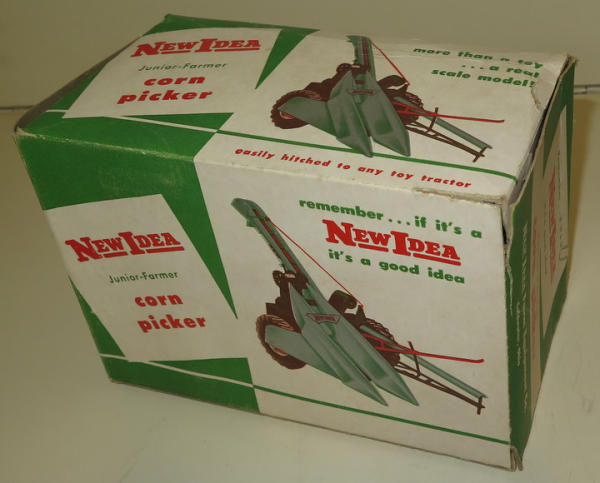 NEW IDEA
Junior-Farmer
corn
picker
more than a toy
...a real
scale model!
easily hitched to any toy tractor
remember...if it's a
NEW IDEA
it's a good idea
NEW IDEA
Junior-Farmer
corn
picker